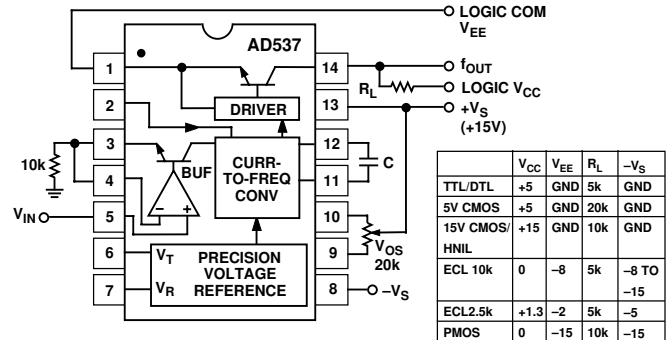 LOGIC COM
VEE
AD537
1
14
fOUT
RL
LOGIC VCC
2
DRIVER
13
+VS
(+15V)
10k
3
12
C
BUF
CURR-
TO-FREQ
CONV
4
11
VIN
5
10
VOS
20k
6
VT
PRECISION
VOLTAGE
REFERENCE
9
7
VR
8
–VS
VCC VEE RL –VS
TTL/DTL +5 GND 5k GND
5V CMOS +5 GND 20k GND
15V CMOS/ +15 GND 10k GND
HNIL
ECL 10k 0 –8 5k –8 TO
–15
ECL2.5k +1.3 –2 5k –5
PMOS 0 –15 10k –15